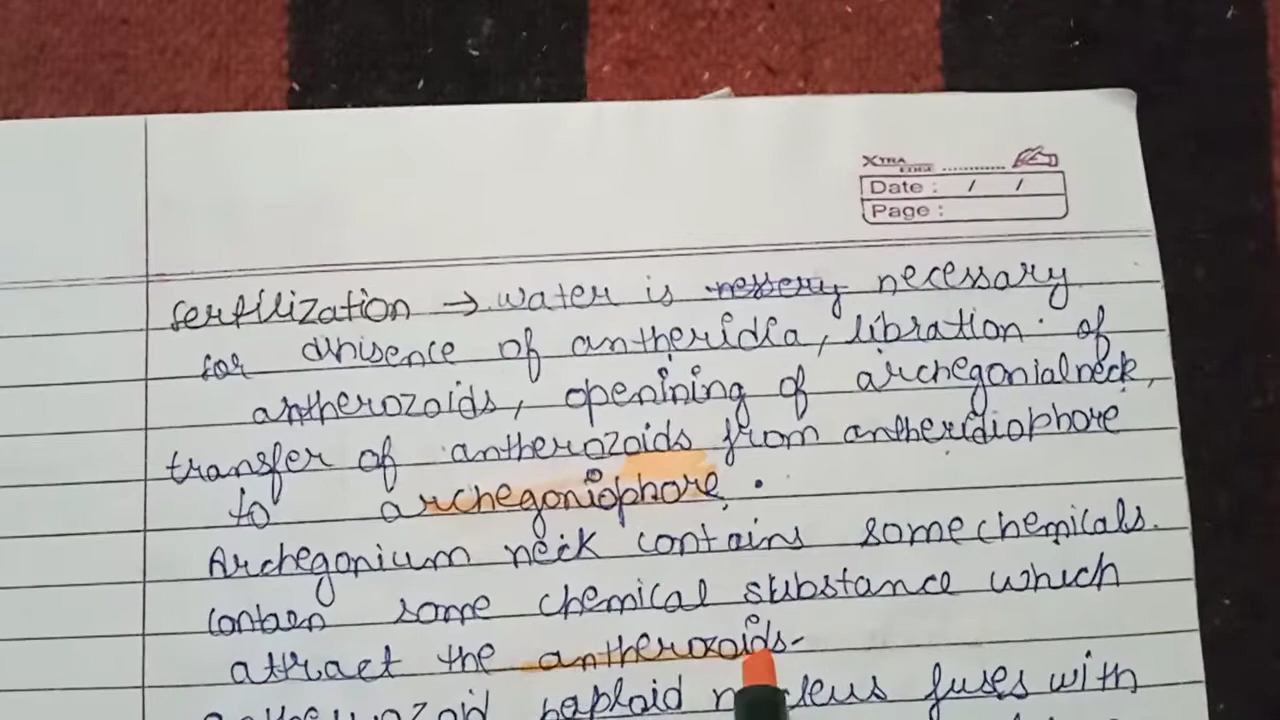 XTRA EDGE ............
Date : / /
Page :
fertilization → water is nessery necessary
for dhisence of antheridia, libration of
antherozoids, openining of archegonial neck,
transfer of antherozoids from antheridiophore
to archegoniophore.
Archegonium neck contains some chemicals.
contaen some chemical substance which
attract the antherozoids-
haploid fuses with